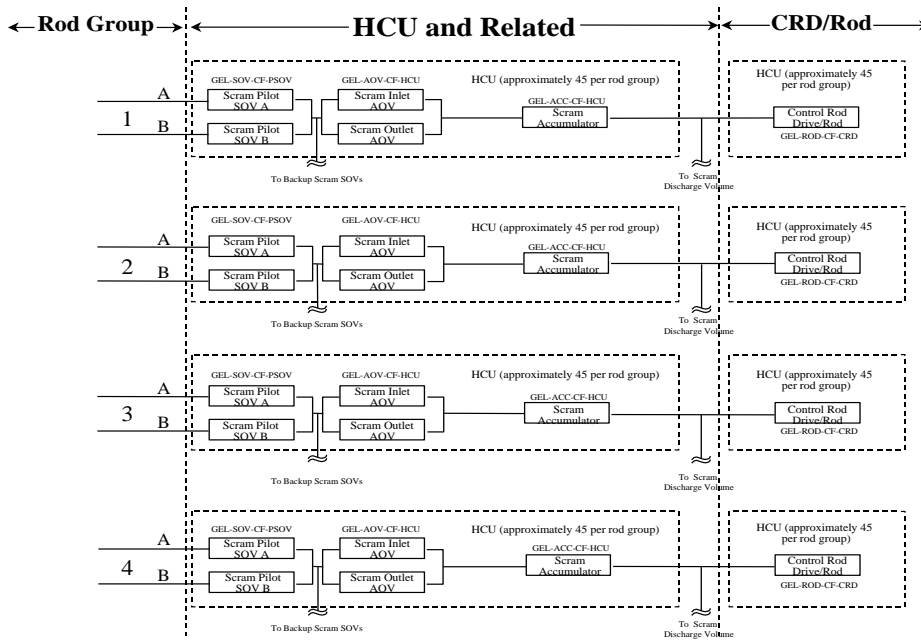 Rod Group
HCU and Related
CRD/Rod
GEL-SOV-CF-PSOV
GEL-AOV-CF-HCU
HCU (approximately 45 per rod group)
HCU (approximately 45
per rod group)
A
Scram Pilot
SOV A
Scram Inlet
AOV
GEL-ACC-CF-HCU
Scram
Accumulator
Control Rod
Drive/Rod
GEL-ROD-CF-CRD
1
B
Scram Pilot
SOV B
Scram Outlet
AOV
To Backup Scram SOVs
To Scram
Discharge Volume
GEL-SOV-CF-PSOV
GEL-AOV-CF-HCU
HCU (approximately 45 per rod group)
HCU (approximately 45
per rod group)
A
Scram Pilot
SOV A
Scram Inlet
AOV
GEL-ACC-CF-HCU
Scram
Accumulator
Control Rod
Drive/Rod
GEL-ROD-CF-CRD
2
B
Scram Pilot
SOV B
Scram Outlet
AOV
To Backup Scram SOVs
To Scram
Discharge Volume
GEL-SOV-CF-PSOV
GEL-AOV-CF-HCU
HCU (approximately 45 per rod group)
HCU (approximately 45
per rod group)
A
Scram Pilot
SOV A
Scram Inlet
AOV
GEL-ACC-CF-HCU
Scram
Accumulator
Control Rod
Drive/Rod
GEL-ROD-CF-CRD
3
B
Scram Pilot
SOV B
Scram Outlet
AOV
To Backup Scram SOVs
To Scram
Discharge Volume
GEL-SOV-CF-PSOV
GEL-AOV-CF-HCU
HCU (approximately 45 per rod group)
HCU (approximately 45
per rod group)
A
Scram Pilot
SOV A
Scram Inlet
AOV
GEL-ACC-CF-HCU
Scram
Accumulator
Control Rod
Drive/Rod
GEL-ROD-CF-CRD
4
B
Scram Pilot
SOV B
Scram Outlet
AOV
To Backup Scram SOVs
To Scram
Discharge Volume